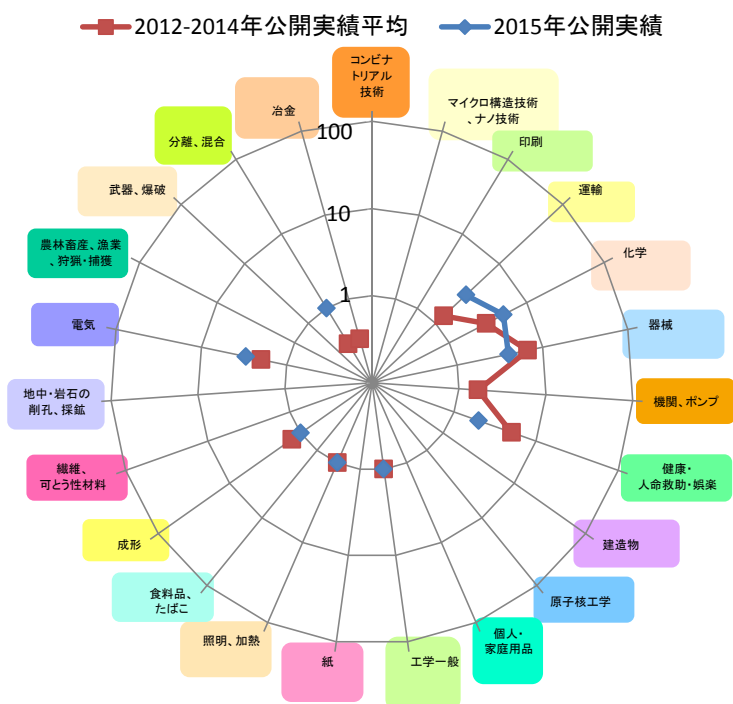 2012-2014年公開実績平均
2015年公開実績
コンビナ
トリアル
技術
マイクロ構造技術
、ナノ技術
印刷
運輸
化学
器械
機関、ポンプ
健康・
人命救助・娯楽
建造物
原子核工学
個人・
家庭用品
工学一般
紙
照明、加熱
食料品、
たばこ
成形
繊維、
可とう性材料
地中・岩石の
削孔、採鉱
電気
農林畜産、漁業
、狩猟・捕獲
武器、爆破
分離、混合
冶金
100
10
1